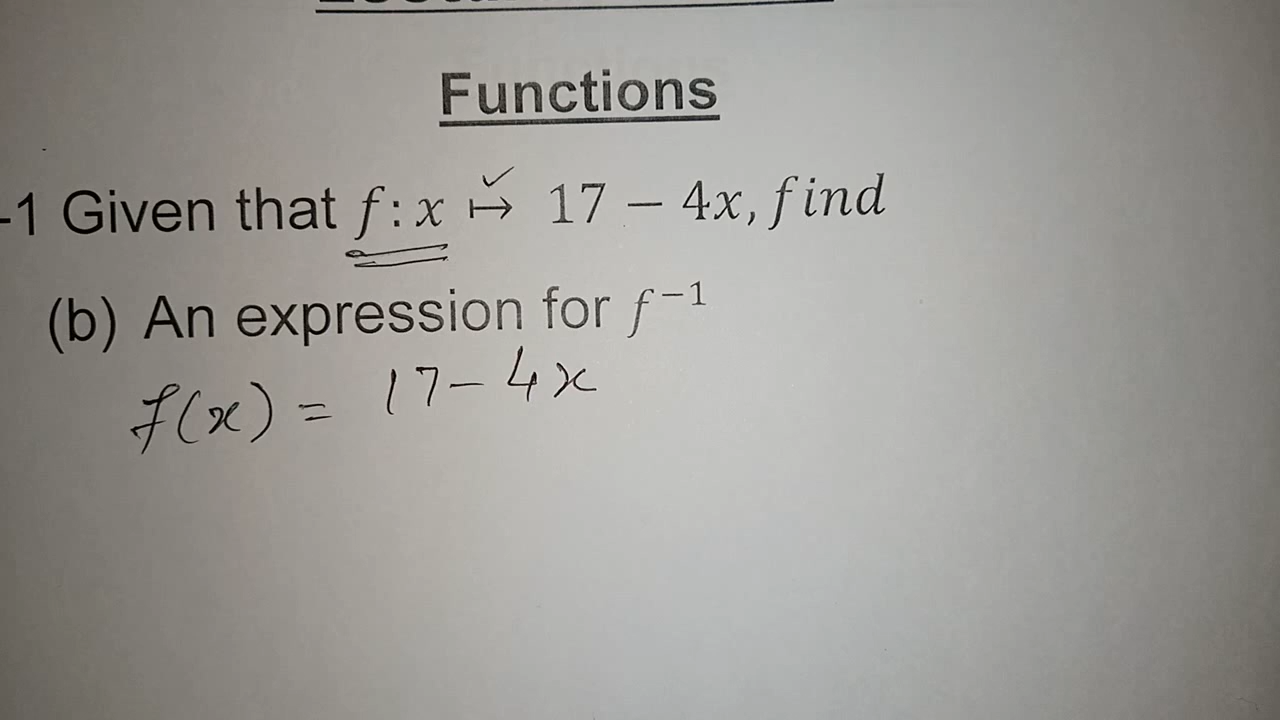 Functions
-1 Given that f : x ↦ 17 − 4x, find
(b) An expression for f⁻¹
f(x) = 17 − 4x